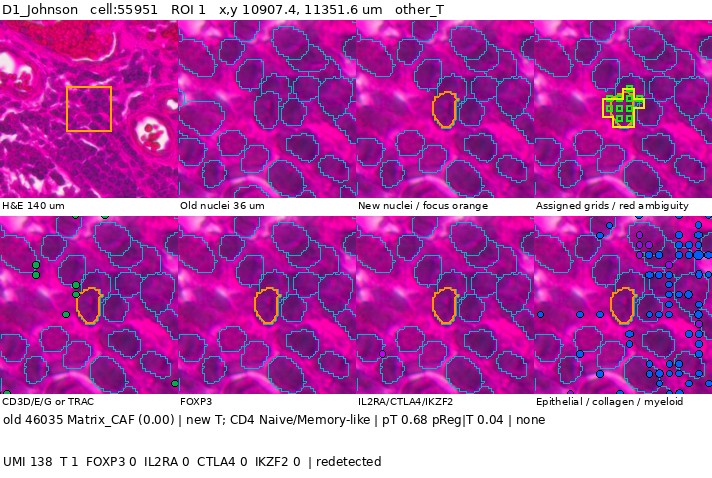 D1_Johnson cell:55951 ROI 1 x,y 10907.4, 11351.6 um other_T
H&E 140 um
Old nuclei 36 um
New nuclei / focus orange
Assigned grids / red ambiguity
CD3D/E/G or TRAC
FOXP3
IL2RA/CTLA4/IKZF2
Epithelial / collagen / myeloid
old 46035 Matrix_CAF (0.00) | new T; CD4 Naive/Memory-like | pT 0.68 pReg|T 0.04 | none
UMI 138 T 1 FOXP3 0 IL2RA 0 CTLA4 0 IKZF2 0 | redetected